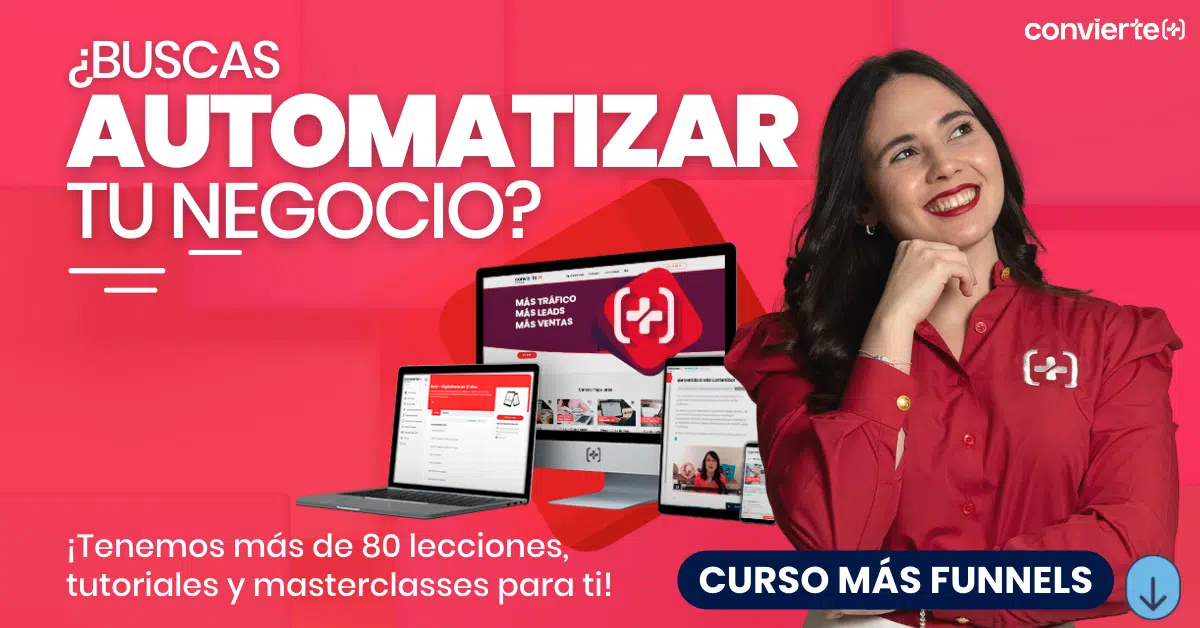 convierte[+]
¿BUSCAS
AUTOMATIZAR
TU NEGOCIO?
MÁS TRÁFICO
MÁS LEADS
MÁS VENTAS
¡Tenemos más de 80 lecciones,
tutoriales y masterclasses para ti!
CURSO MÁS FUNNELS